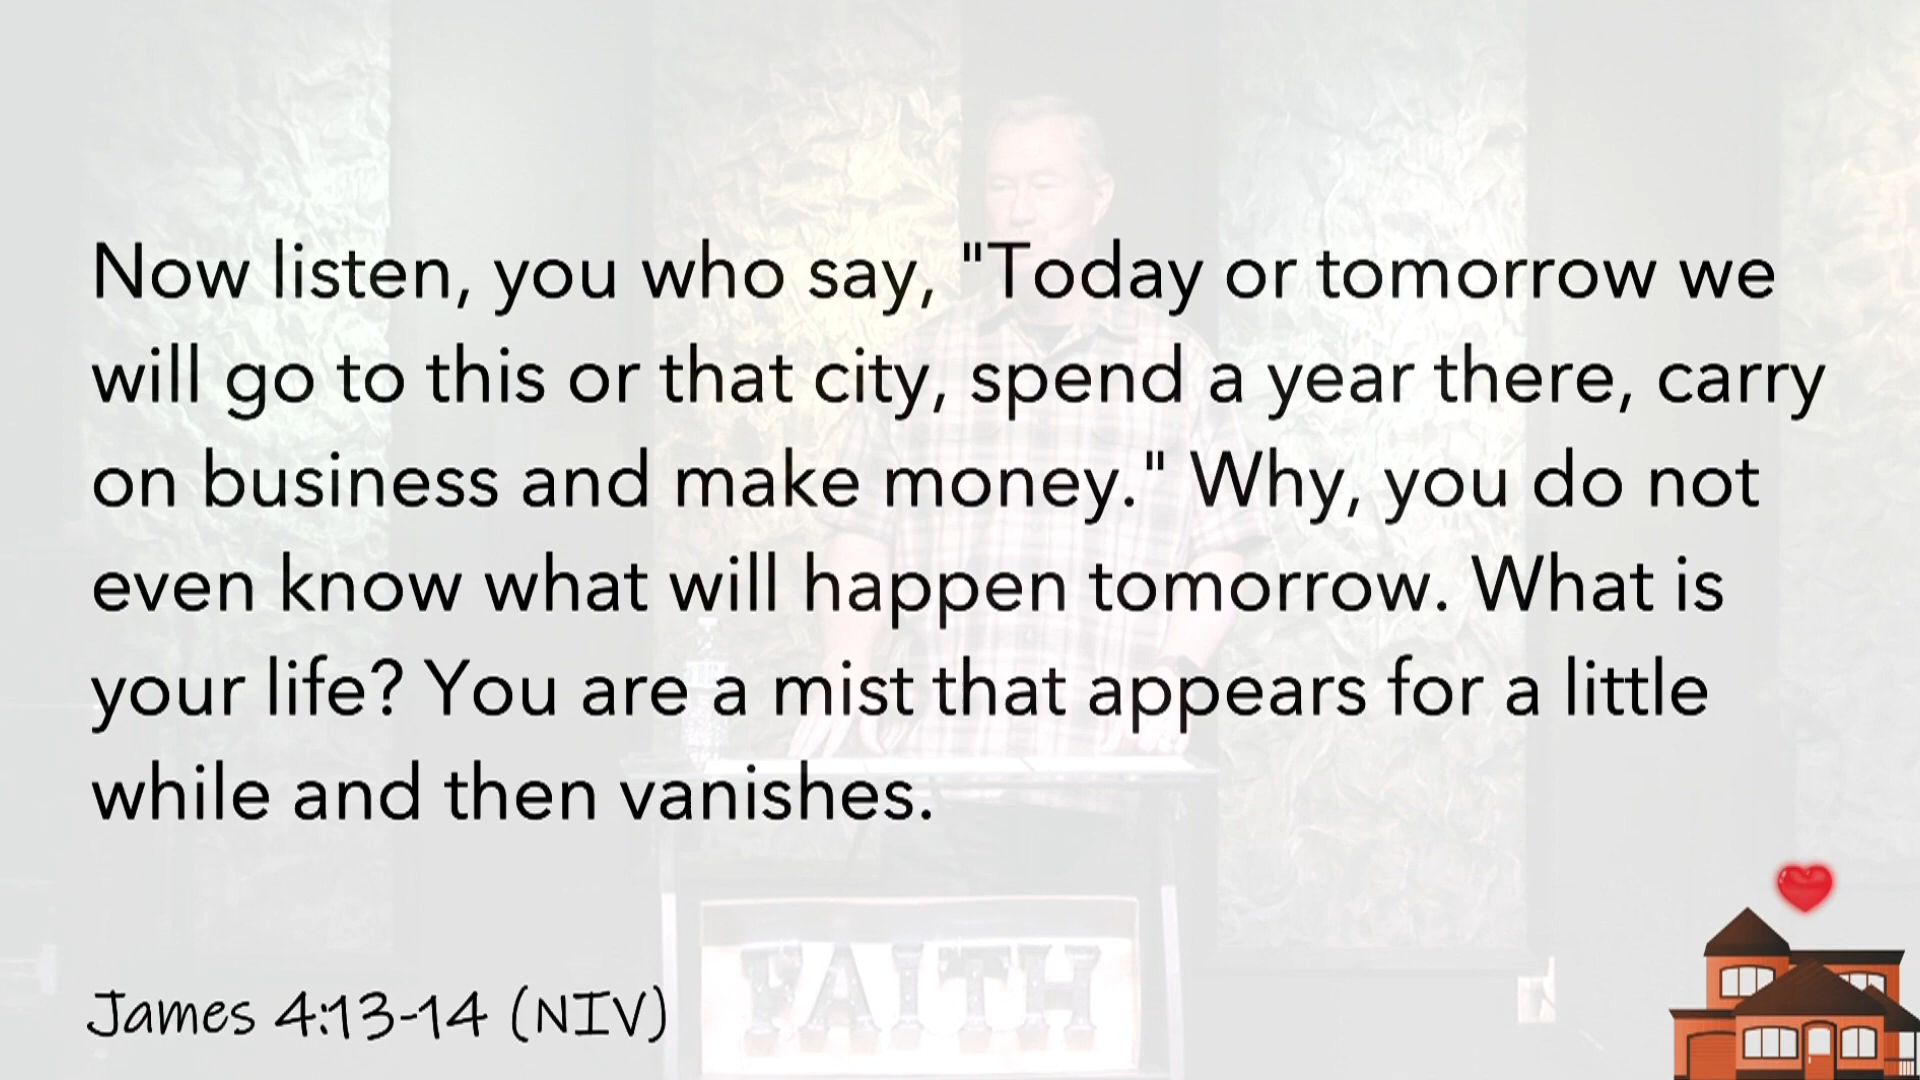 Now listen, you who say, "Today or tomorrow we
will go to this or that city, spend a year there, carry
on business and make money." Why, you do not
even know what will happen tomorrow. What is
your life? You are a mist that appears for a little
while and then vanishes.
James 4:13-14 (NIV)
FAITH